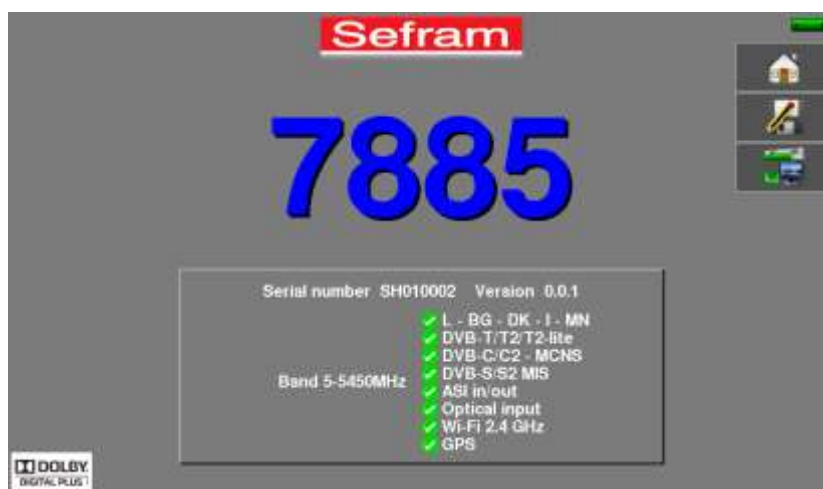 Sefram
7885
Serial number SH010002 Version 0.0.1
Band 5-5450MHz
L - BG - DK - I - MN
DVB-T/T2/T2-lite
DVB-C/C2 - MCNS
DVB-S/S2 MIS
ASI in/out
Optical input
Wi-Fi 2.4 GHz
GPS
DOLBY
DIGITAL PLUS